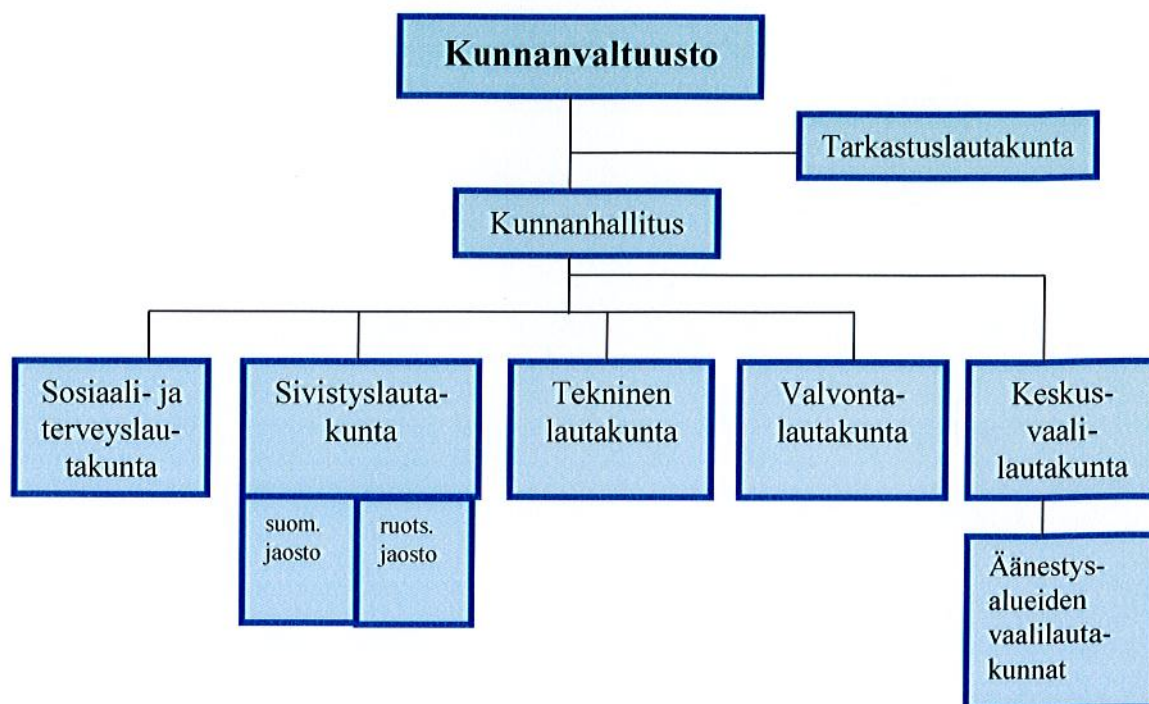 Kunnanvaltuusto
Tarkastuslautakunta
Kunnanhallitus
Sosiaali- ja
terveyslau-
takunta
Sivistyslauta-
kunta
Tekninen
lautakunta
Valvonta-
lautakunta
Keskus-
vaali-
lautakunta
suom.
jaosto
ruots.
jaosto
Äänestys-
alueiden
vaalilauta-
kunnat